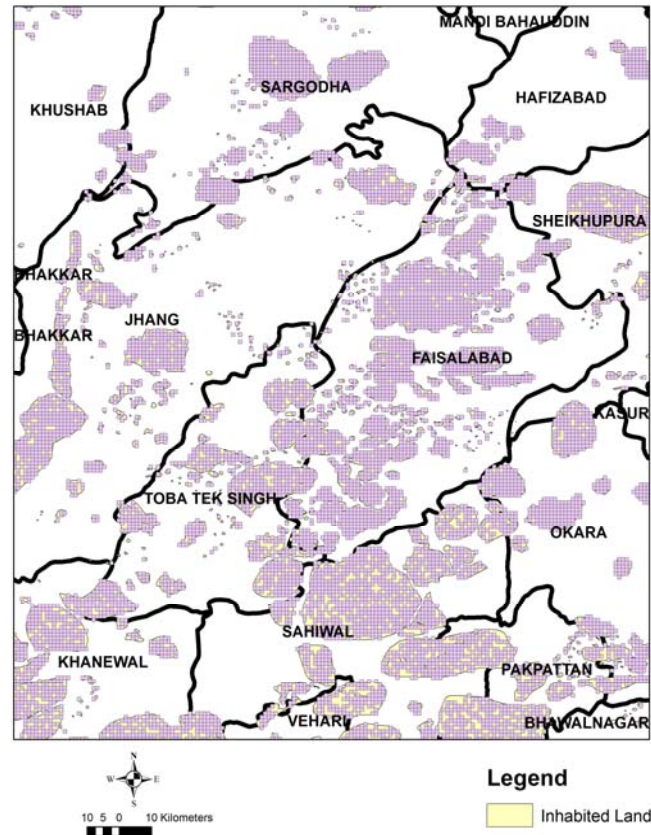 MANDI BAHAUDDIN
SARGODHA
KHUSHAB
HAFIZABAD
SHEIKHUPURA
BHAKKAR
JHANG
BHAKKAR
FAISALABAD
KASUR
TOBA TEK SINGH
OKARA
SAHIWAL
KHANEWAL
PAKPATTAN
VEHARI
BHAWALNAGAR
N
W E
S
Legend
Inhabited Land
10 5 0 10 Kilometers